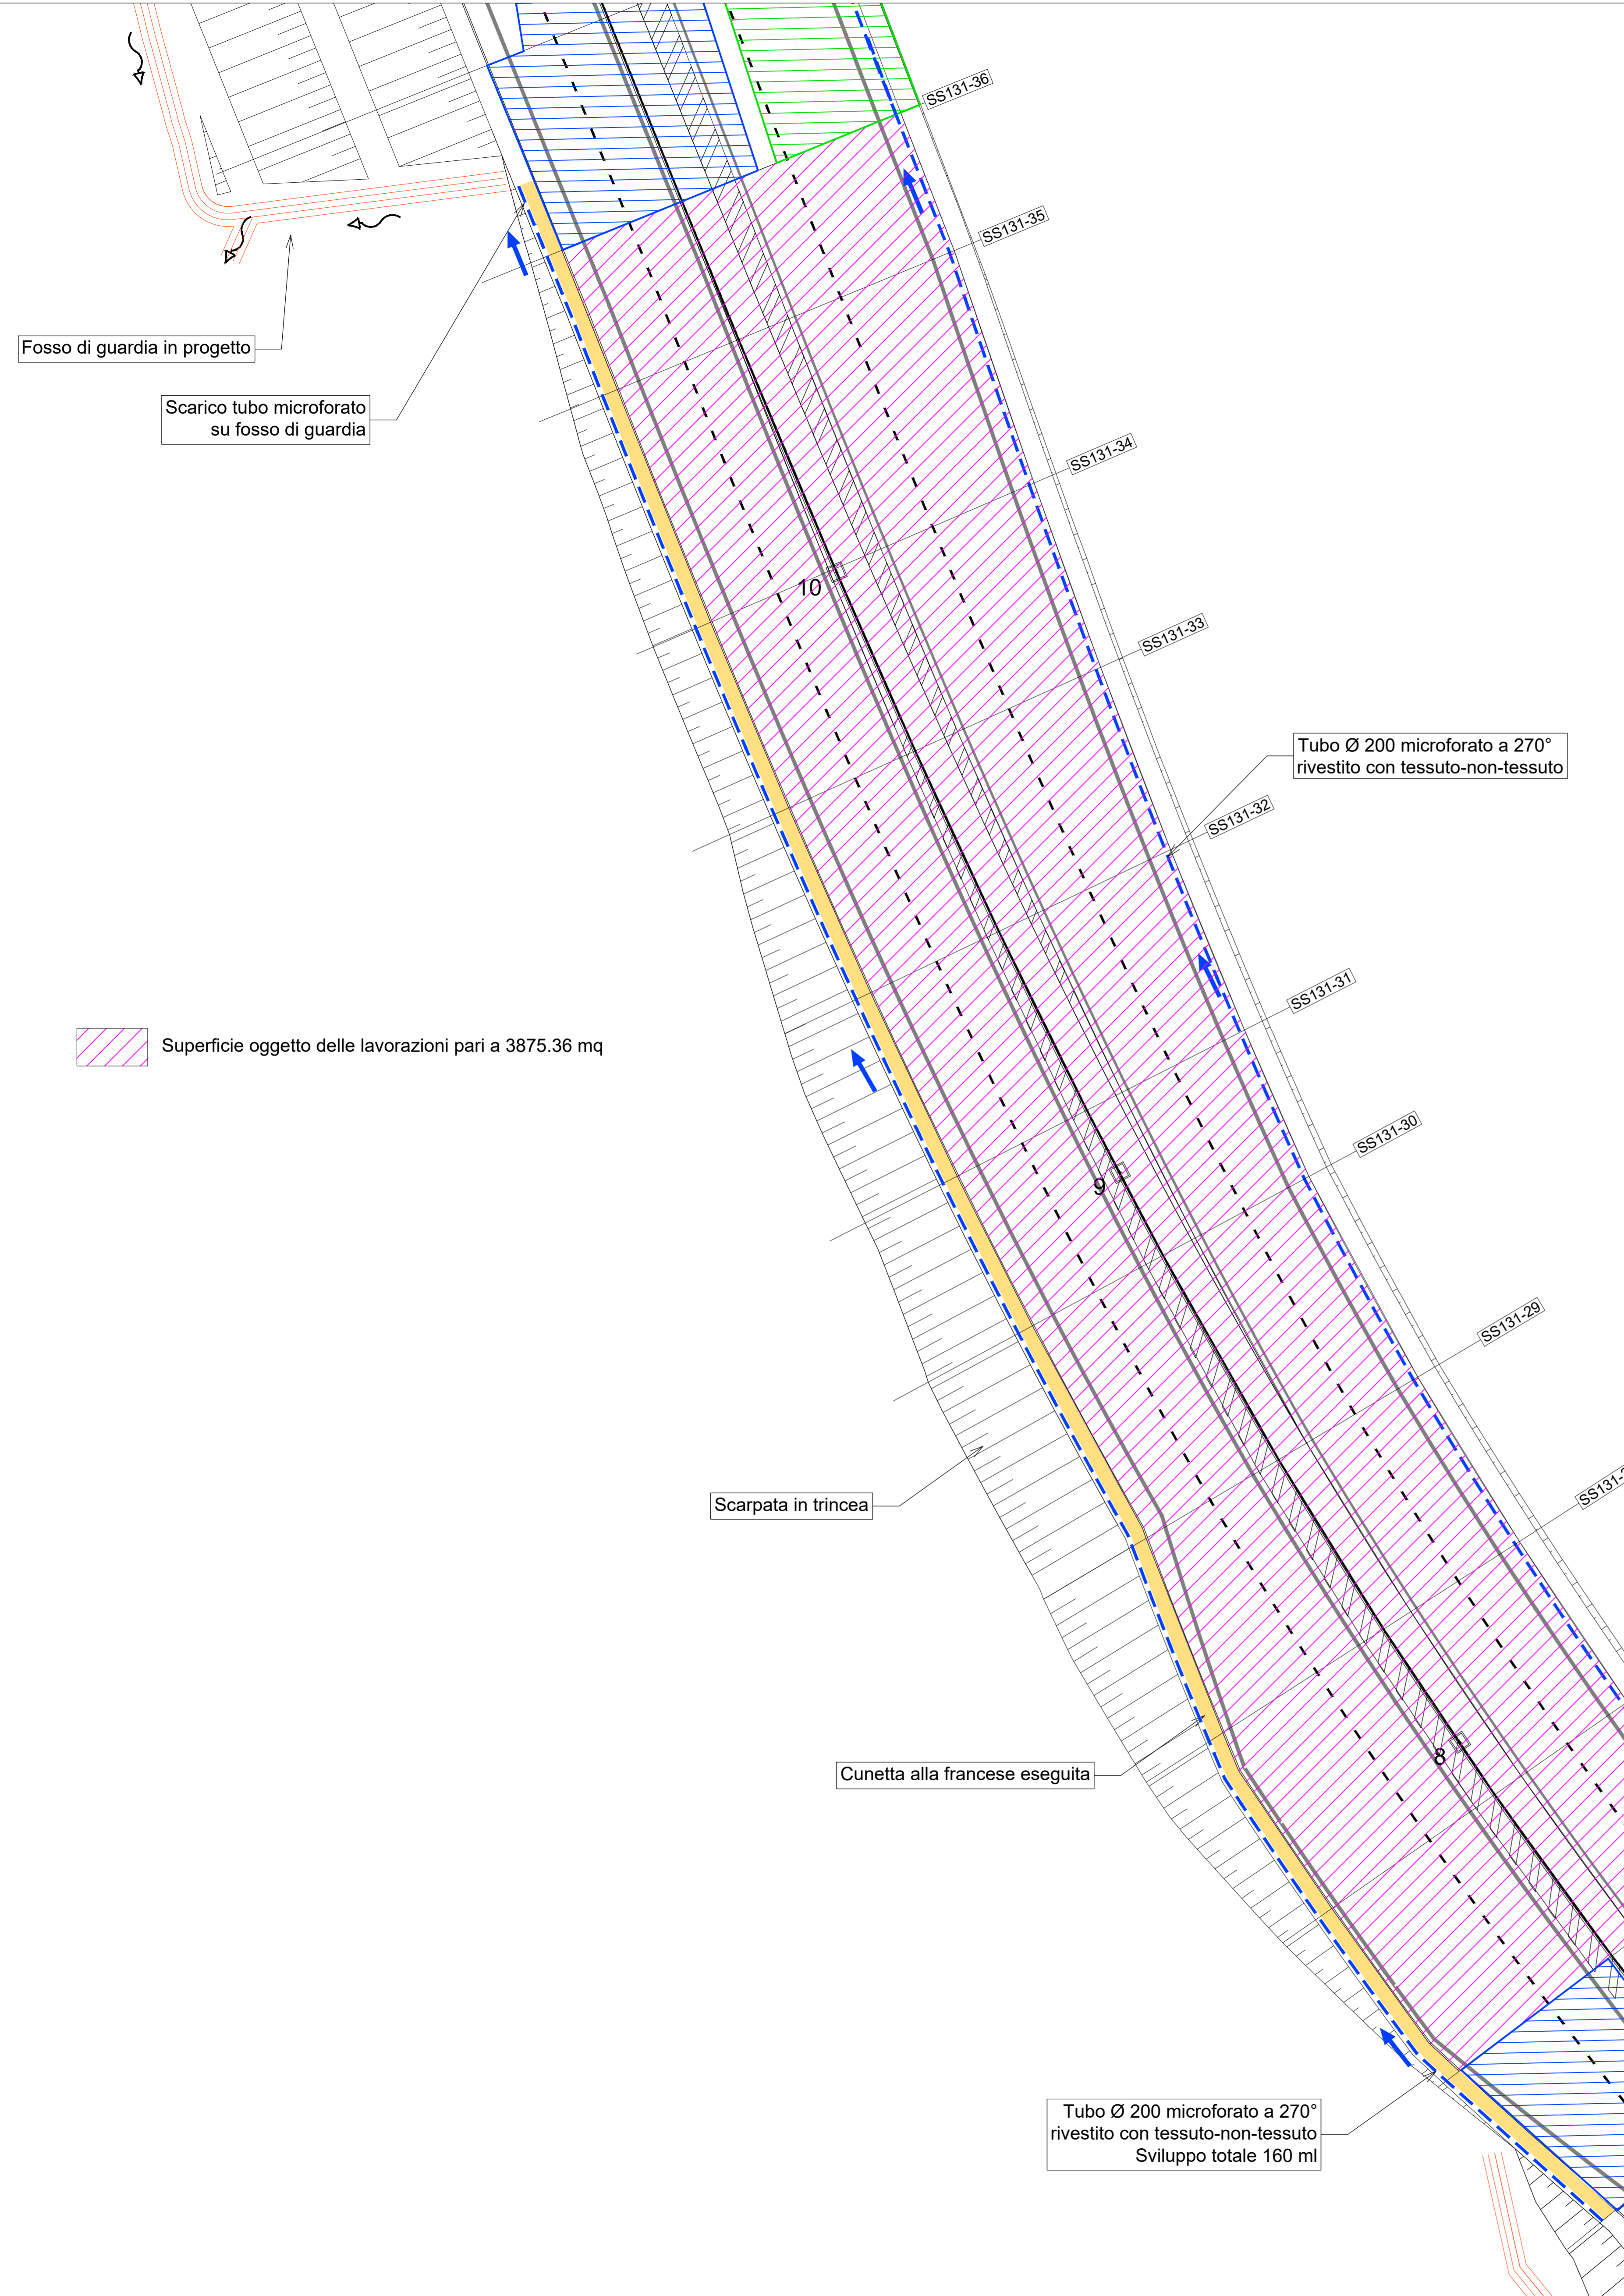 SS131-36
SS131-35
Fosso di guardia in progetto
Scarico tubo microforato
su fosso di guardia
SS131-34
10
SS131-33
Tubo Ø 200 microforato a 270°
rivestito con tessuto-non-tessuto
SS131-32
SS131-31
Superficie oggetto delle lavorazioni pari a 3875.36 mq
SS131-30
9
SS131-29
Scarpata in trincea
SS131-
Cunetta alla francese eseguita
8
Tubo Ø 200 microforato a 270°
rivestito con tessuto-non-tessuto
Sviluppo totale 160 ml